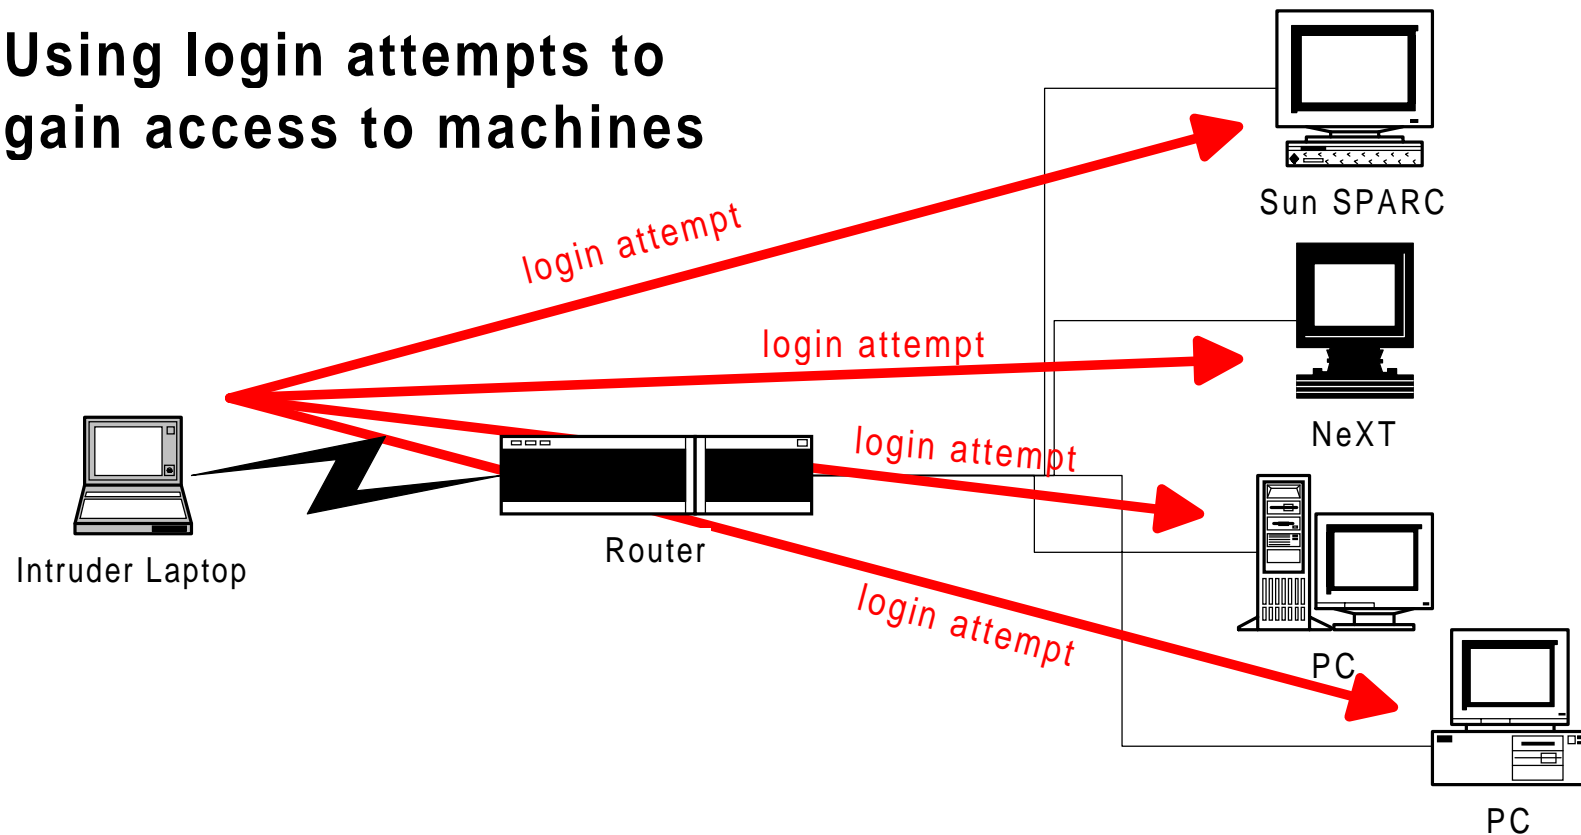 Using login attempts to
gain access to machines
Sun SPARC
login attempt
login attempt
NeXT
login attempt
Router
Intruder Laptop
login attempt
PC
PC